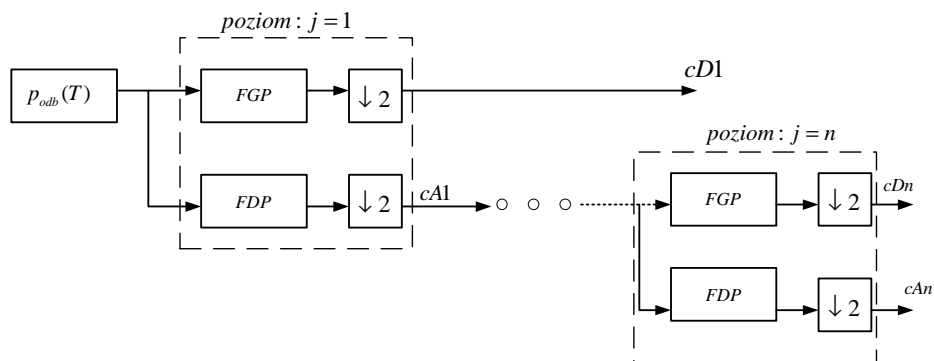 poziom : j = 1
p_odb(T)
FGP
↓ 2
cD1
FDP
↓ 2
cA1
poziom : j = n
FGP
↓ 2
cDn
FDP
↓ 2
cAn